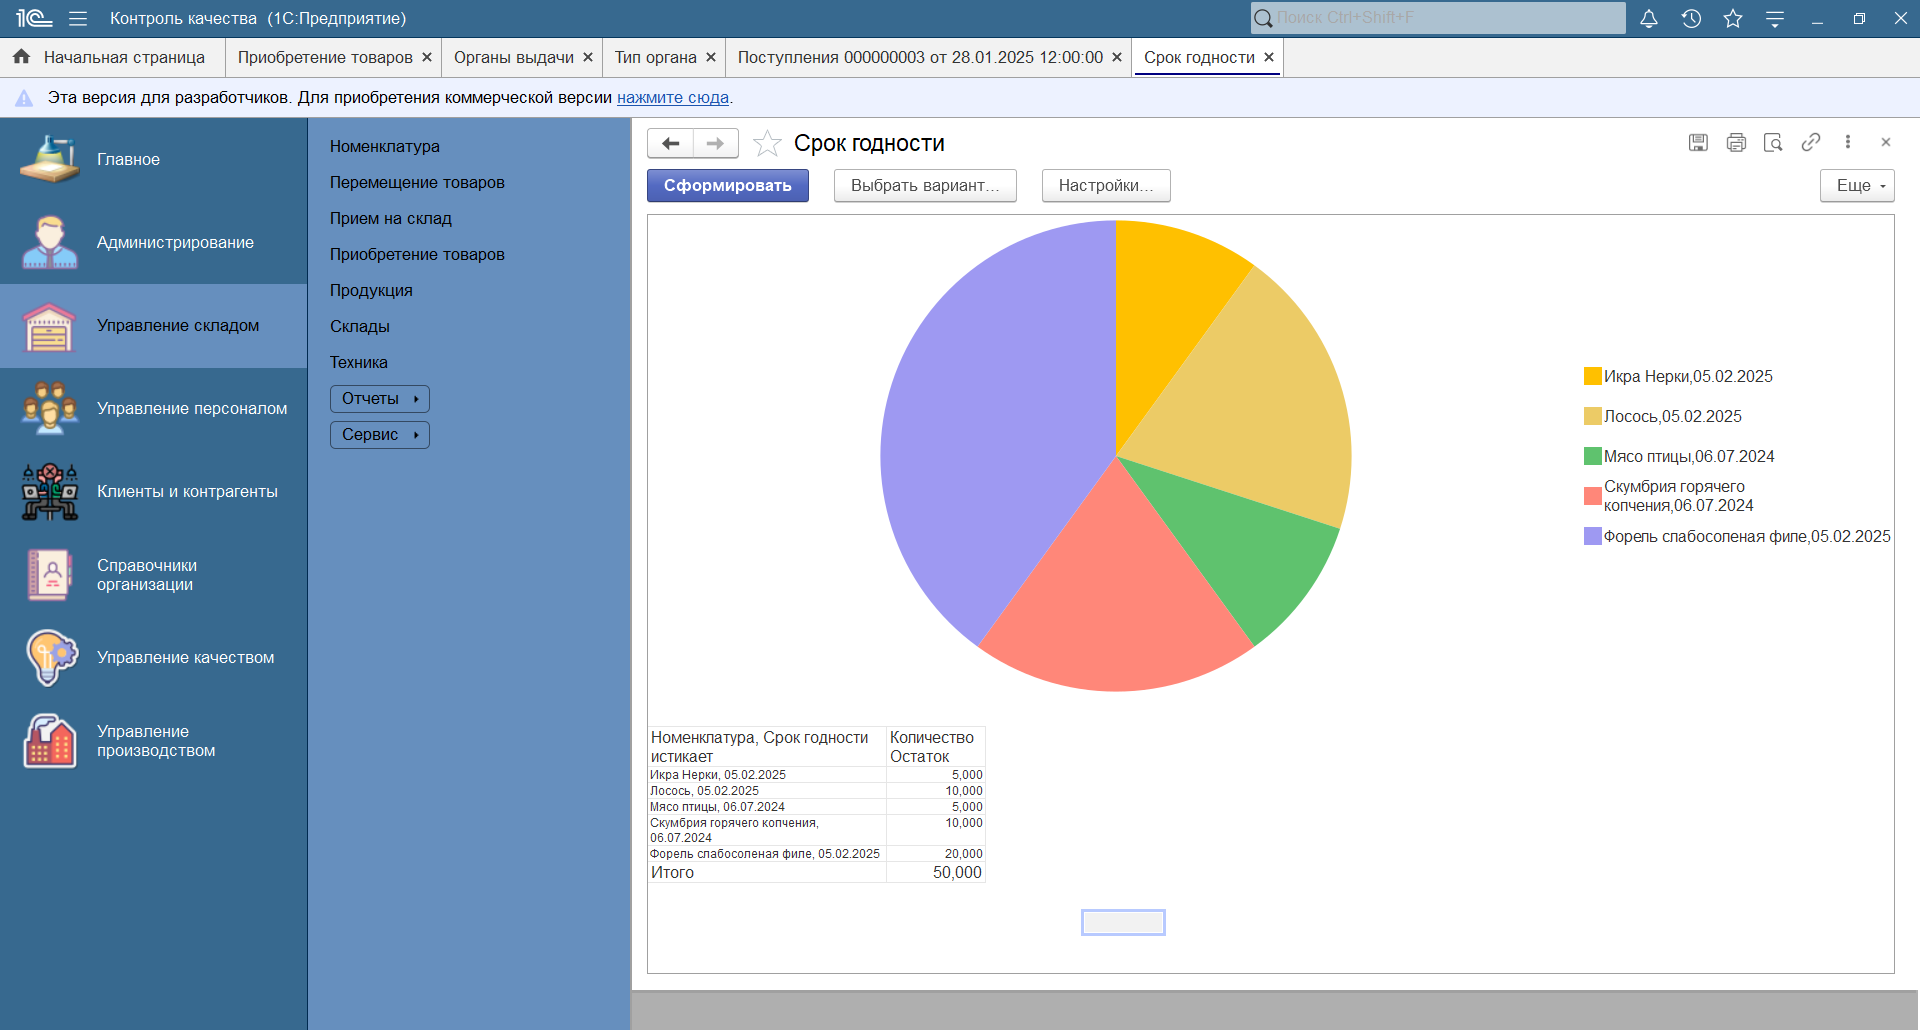 1С Контроль качества (1С:Предприятие)
Поиск Ctrl+Shift+F
Начальная страница
Приобретение товаров
Органы выдачи
Тип органа
Поступления 000000003 от 28.01.2025 12:00:00
Срок годности
Эта версия для разработчиков. Для приобретения коммерческой версии нажмите сюда.
Главное
Администрирование
Управление складом
Управление персоналом
Клиенты и контрагенты
Справочники
организации
Управление качеством
Управление
производством
Номенклатура
Перемещение товаров
Прием на склад
Приобретение товаров
Продукция
Склады
Техника
Отчеты
Сервис
Срок годности
Сформировать
Выбрать вариант...
Настройки...
Еще
Икра Нерки,05.02.2025
Лосось,05.02.2025
Мясо птицы,06.07.2024
Скумбрия горячего
копчения,06.07.2024
Форель слабосоленая филе,05.02.2025
Номенклатура, Срок годности Количество
истикает Остаток
Икра Нерки, 05.02.2025 5,000
Лосось, 05.02.2025 10,000
Мясо птицы, 06.07.2024 5,000
Скумбрия горячего копчения, 10,000
06.07.2024
Форель слабосоленая филе, 05.02.2025 20,000
Итого 50,000